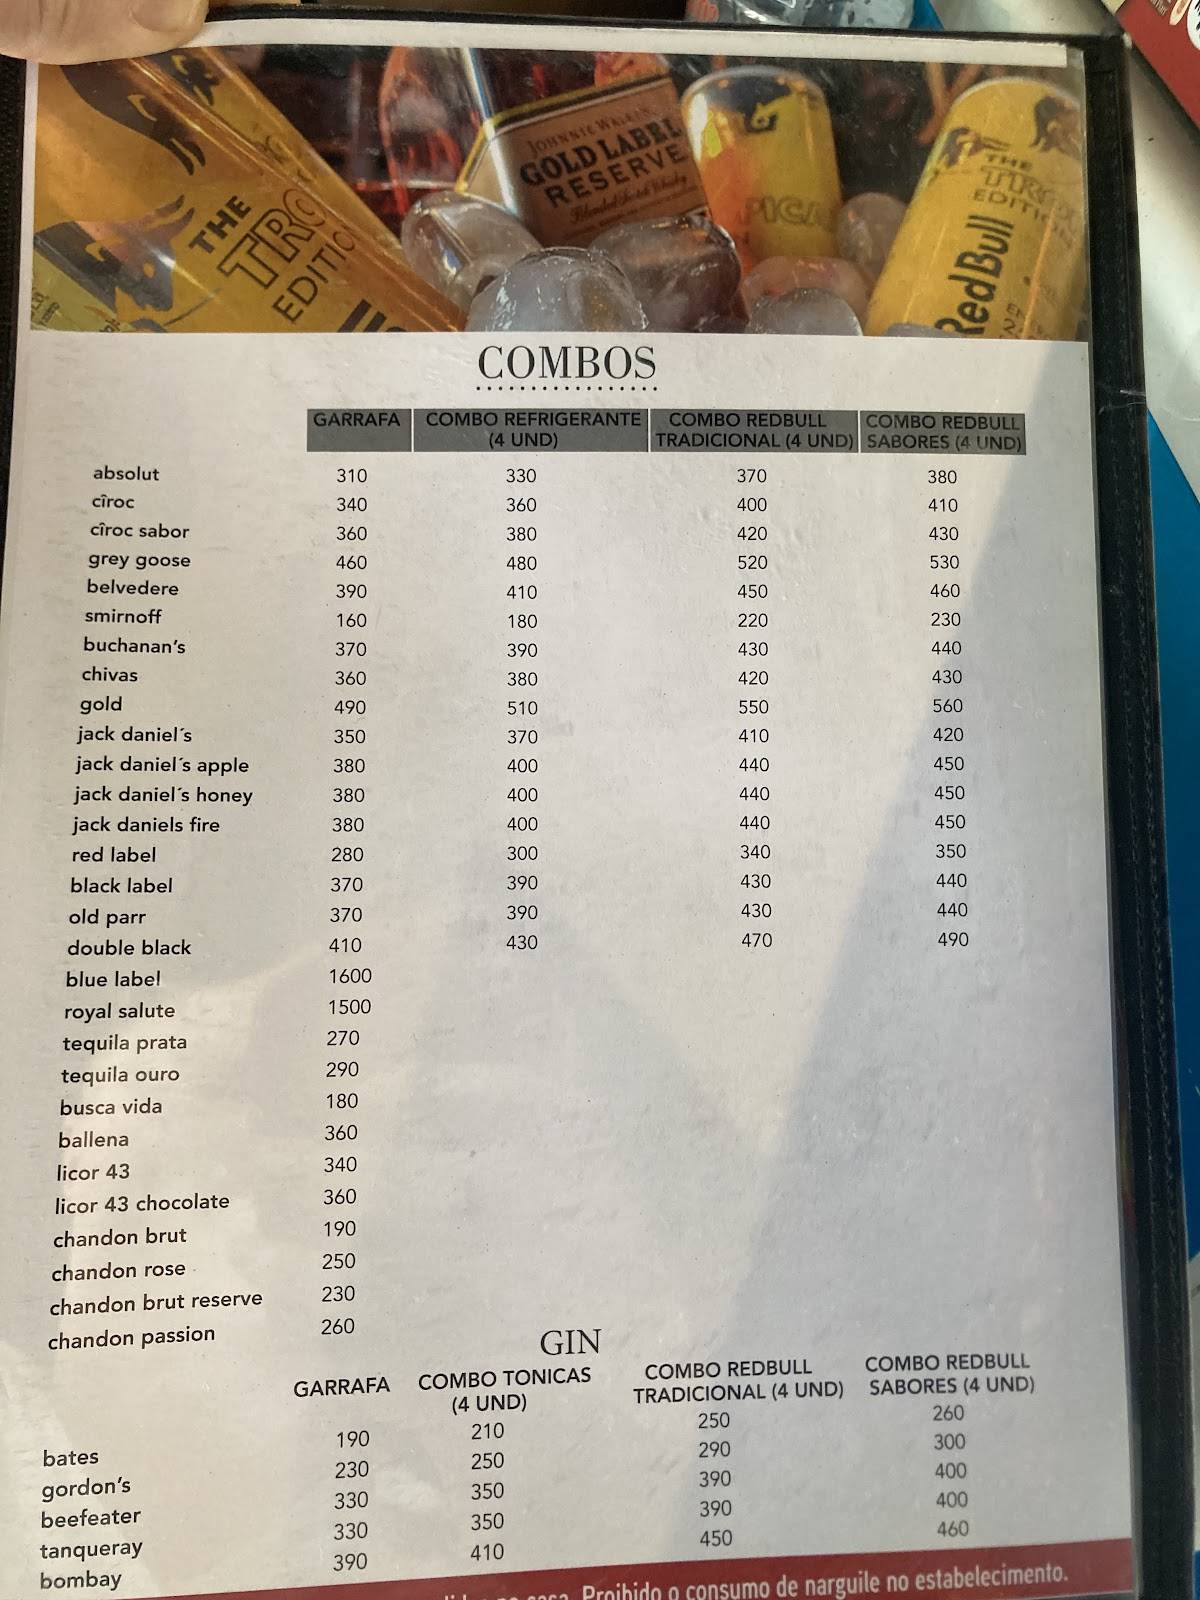 THE
TRO
EDITIO
JOHNNIE WALKER
GOLD LABEL
RESERVE
Blended Scotch Whisky
PICA
THE
TRO
EDITI
RedBull
COMBOS
GARRAFA COMBO REFRIGERANTE (4 UND) COMBO REDBULL TRADICIONAL (4 UND) COMBO REDBULL SABORES (4 UND)
absolut 310 330 370 380
cîroc 340 360 400 410
cîroc sabor 360 380 420 430
grey goose 460 480 520 530
belvedere 390 410 450 460
smirnoff 160 180 220 230
buchanan's 370 390 430 440
chivas 360 380 420 430
gold 490 510 550 560
jack daniel´s 350 370 410 420
jack daniel´s apple 380 400 440 450
jack daniel´s honey 380 400 440 450
jack daniels fire 380 400 440 450
red label 280 300 340 350
black label 370 390 430 440
old parr 370 390 430 440
double black 410 430 470 490
blue label 1600
royal salute 1500
tequila prata 270
tequila ouro 290
busca vida 180
ballena 360
licor 43 340
licor 43 chocolate 360
chandon brut 190
chandon rose 250
chandon brut reserve 230
chandon passion 260
GIN
GARRAFA COMBO TONICAS (4 UND) COMBO REDBULL TRADICIONAL (4 UND) COMBO REDBULL SABORES (4 UND)
bates 190 210 250 260
gordon's 230 250 290 300
beefeater 330 350 390 400
tanqueray 330 350 390 400
bombay 390 410 450 460
casa. Proibido o consumo de narguile no estabelecimento.